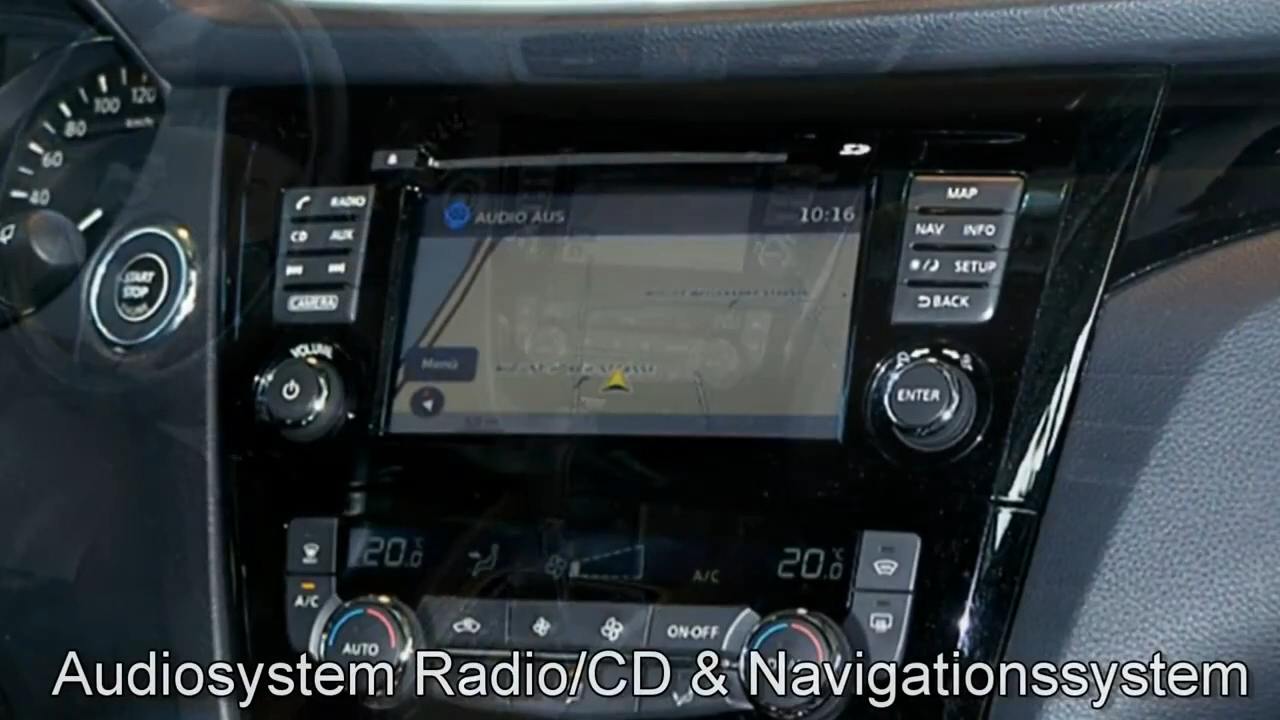 120
100
km/h
80
60
40
START
STOP
RADIO
CD AUX
CAMERA
VOLUME
AUDIO AUS 10:16
Menü
MAP
NAV INFO
SETUP
BACK
ENTER
20.0 °C
A/C
20.0 °C
A/C
AUTO
ON·OFF
Audiosystem Radio/CD & Navigationssystem